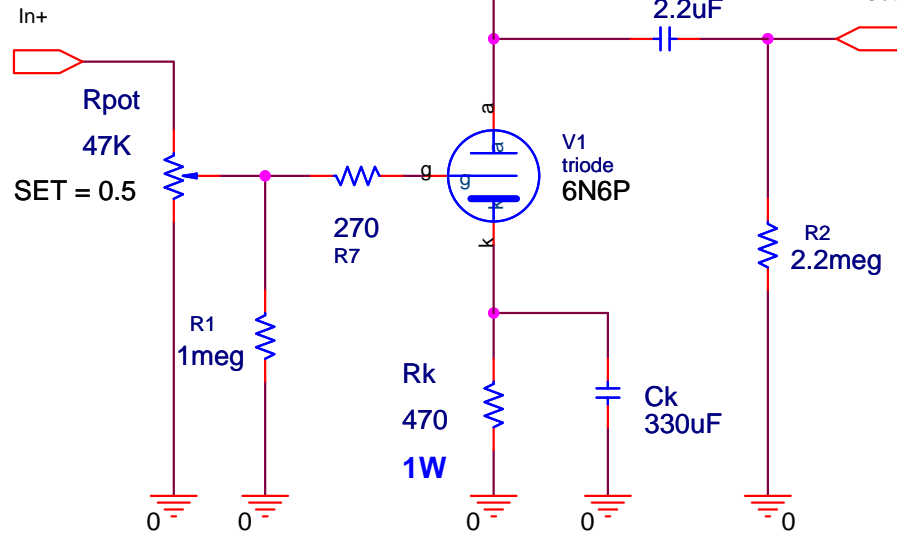 In+
2.2uF
Rpot
47K
SET = 0.5
a
a
V1
triode
6N6P
g
g
k
k
270
R7
R2
2.2meg
R1
1meg
Rk
470
1W
Ck
330uF
0
0
0
0
0